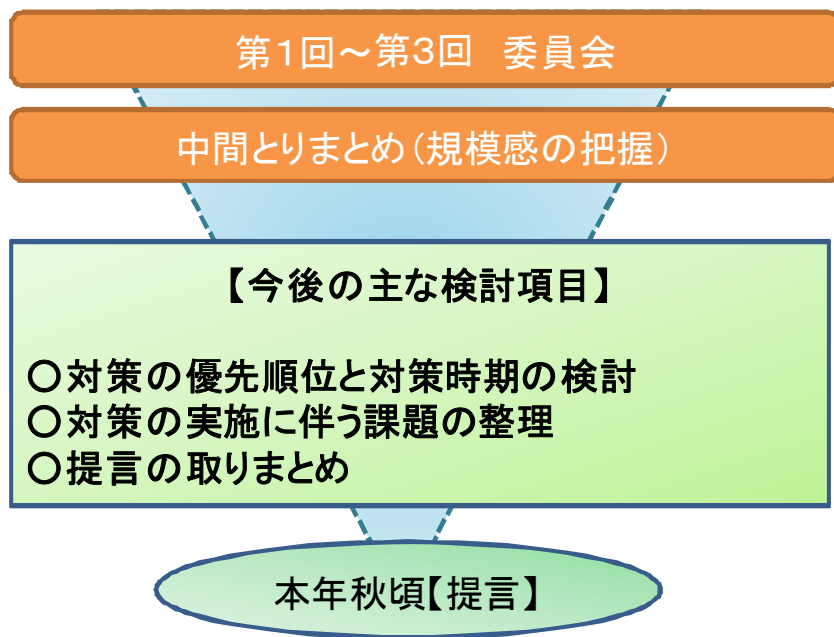 第1回～第3回　委員会
中間とりまとめ（規模感の把握）
【今後の主な検討項目】
○対策の優先順位と対策時期の検討
○対策の実施に伴う課題の整理
○提言の取りまとめ
本年秋頃【提言】